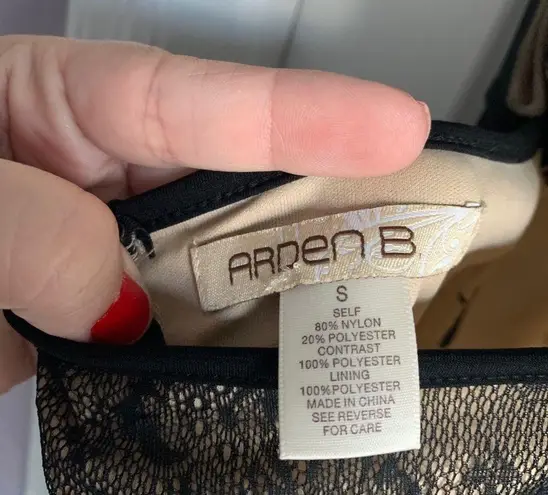 ARDEN B.
S
SELF
80% NYLON
20% POLYESTER
CONTRAST
100% POLYESTER
LINING
100%POLYESTER
MADE IN CHINA
SEE REVERSE
FOR CARE